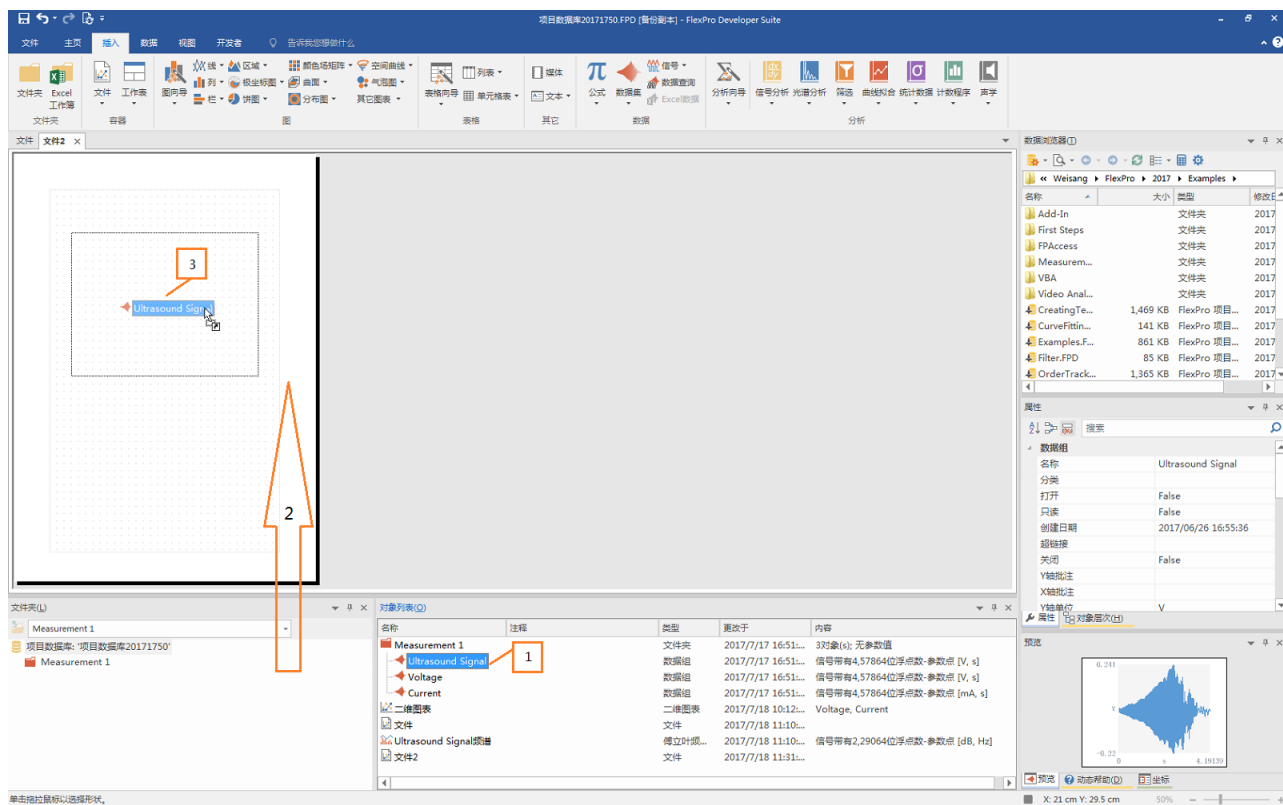 项目数据库20171750.FPD [备份副本] - FlexPro Developer Suite
文件 主页 插入 数据 视图 开发者 告诉我您想做什么
线 区域 颜色场矩阵 空间曲线
列 极坐标图 曲面 气泡图
栏 饼图 分布图 其它图表
列表 媒体 信号
单元格表 文本 数据查询
Excel数据
文件夹 Excel 工作簿 文件 工作表 图向导 表格向导 公式 数据集 分析向导 信号分析 光谱分析 筛选 曲线拟合 统计数据 计数程序 声学
文件夹 容器 图 表格 其它 数据 分析
文件 文件2
3
Ultrasound Signal
2
数据浏览器(I)
« Weisang FlexPro 2017 Examples
名称 大小 类型 修改日
Add-In 文件夹 2017
First Steps 文件夹 2017
FPAccess 文件夹 2017
Measurem... 文件夹 2017
VBA 文件夹 2017
Video Anal... 文件夹 2017
CreatingTe... 1,469 KB FlexPro 项目... 2017
CurveFittin... 141 KB FlexPro 项目... 2017
Examples.F... 861 KB FlexPro 项目... 2017
Filter.FPD 85 KB FlexPro 项目... 2017
OrderTrack... 1,365 KB FlexPro 项目... 2017
属性
搜索
数据组
名称 Ultrasound Signal
分类
打开 False
只读 False
创建日期 2017/06/26 16:55:36
超链接
关闭 False
Y轴批注
X轴批注
Y轴单位 V
属性 对象层次(H)
文件夹(L)
Measurement 1
项目数据库: '项目数据库20171750'
Measurement 1
对象列表(O)
名称 注释 类型 更改于 内容
Measurement 1 文件夹 2017/7/17 16:51:... 3对象(s); 无参数值
Ultrasound Signal 1 数据组 2017/7/17 16:51:... 信号带有4,57864位浮点数-参数点 [V, s]
Voltage 数据组 2017/7/17 16:51:... 信号带有4,57864位浮点数-参数点 [V, s]
Current 数据组 2017/7/17 16:51:... 信号带有4,57864位浮点数-参数点 [mA, s]
二维图表 二维图表 2017/7/18 10:12:... Voltage, Current
文件 文件 2017/7/18 11:10:...
Ultrasound Signal频谱 傅立叶频... 2017/7/18 11:10:... 信号带有2,29064位浮点数-参数点 [dB, Hz]
文件2 文件 2017/7/18 11:31:...
预览
0.241
V
-0.22
0 s 4.19139
预览 动态帮助(D) 坐标
单击拖拉鼠标以选择形状。
X: 21 cm Y: 29.5 cm 50%